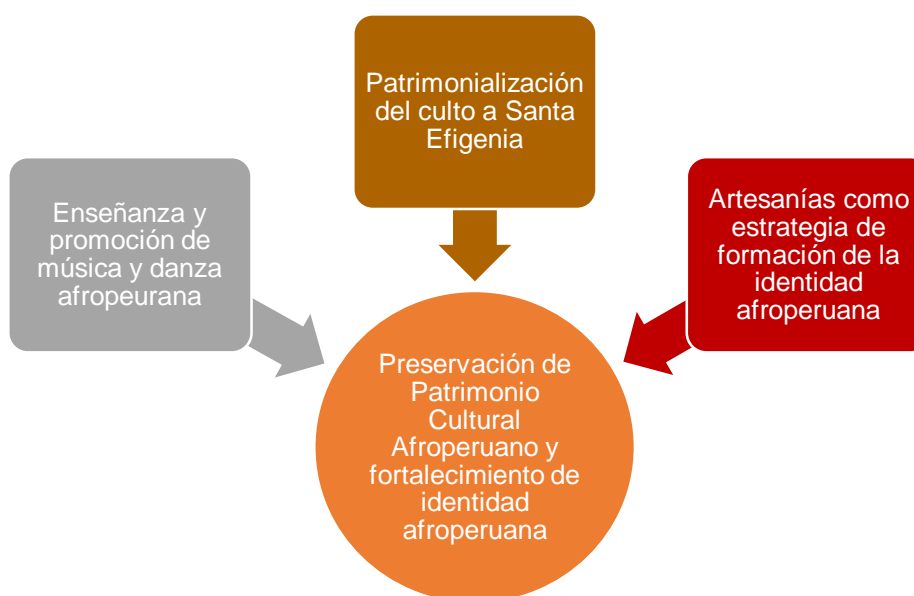 Patrimonialización
del culto a Santa
Efigenia
Enseñanza y
promoción de
música y danza
afropeurana
Artesanías como
estrategia de
formación de la
identidad
afroperuana
Preservación de
Patrimonio
Cultural
Afroperuano y
fortalecimiento de
identidad
afroperuana